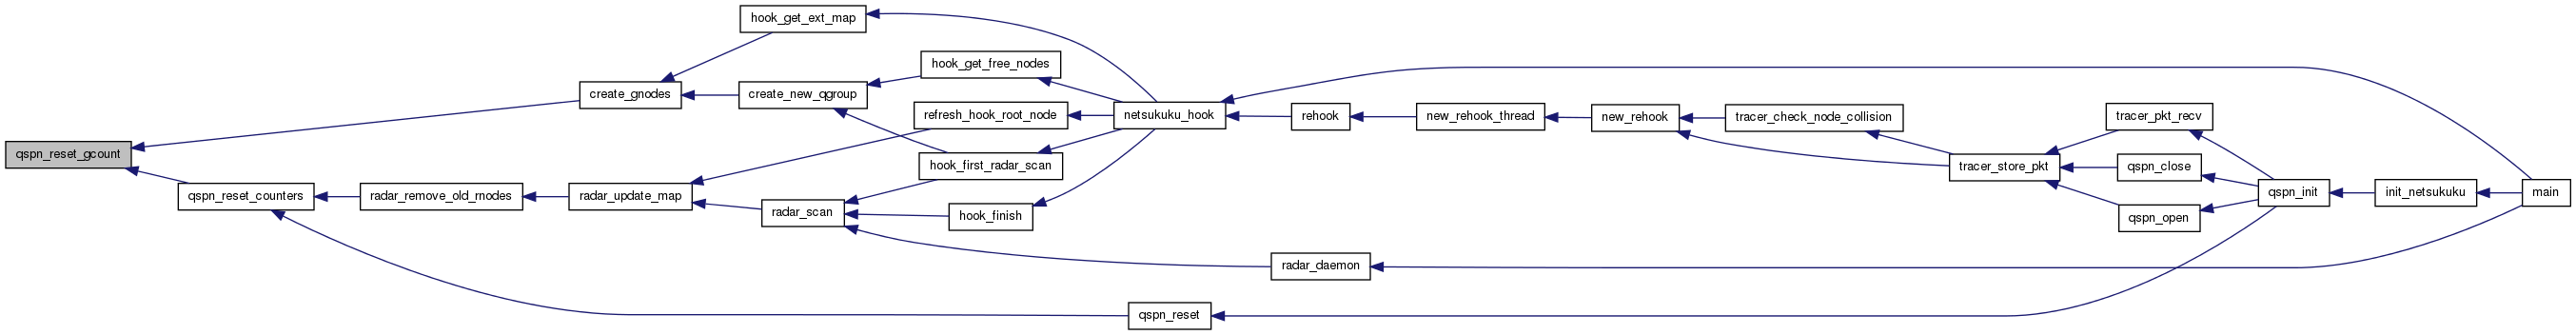 qspn_reset_gcount
create_gnodes
qspn_reset_counters
hook_get_ext_map
create_new_qgroup
radar_remove_old_rnodes
radar_update_map
hook_get_free_nodes
refresh_hook_root_node
hook_first_radar_scan
radar_scan
hook_finish
netsukuku_hook
rehook
new_rehook_thread
new_rehook
tracer_check_node_collision
tracer_store_pkt
tracer_pkt_recv
qspn_close
qspn_open
qspn_init
init_netsukuku
main
radar_daemon
qspn_reset